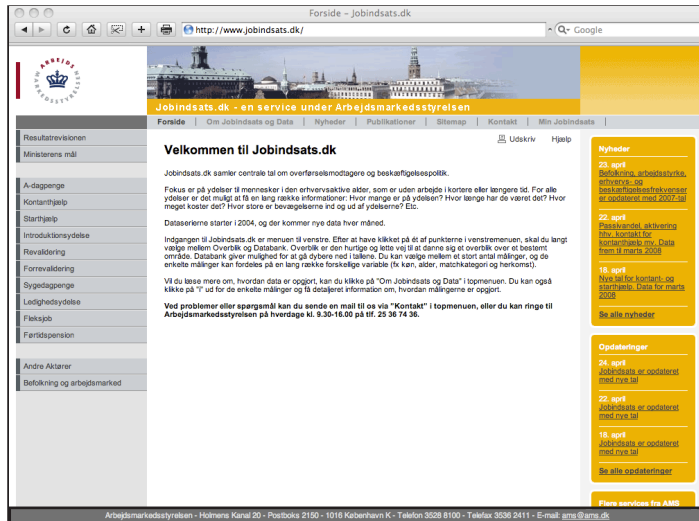 Forside – Jobindsats.dk
http://www.jobindsats.dk/
Google
ARBEJDS
MARKEDSSTYRELSEN
Jobindsats.dk - en service under Arbejdsmarkedsstyrelsen
Forside | Om Jobindsats og Data | Nyheder | Publikationer | Sitemap | Kontakt | Min Jobindsats |
Resultatrevisionen
Ministerens mål
A-dagpenge
Kontanthjælp
Starthjælp
Introduktionsydelse
Revalidering
Forrevalidering
Sygedagpenge
Ledighedsydelse
Fleksjob
Førtidspension
Andre Aktører
Befolkning og arbejdsmarked
Udskriv Hjælp
Velkommen til Jobindsats.dk
Jobindsats.dk samler centrale tal om overførselsmodtagere og beskæftigelsespolitik.
Fokus er på ydelser til mennesker i den erhvervsaktive alder, som er uden arbejde i kortere eller længere tid. For alle
ydelser er det muligt at få en lang række informationer: Hvor mange er på ydelsen? Hvor længe har de været det? Hvor
meget koster det? Hvor store er bevægelserne ind og ud af ydelserne? Etc.
Dataserierne starter i 2004, og der kommer nye data hver måned.
Indgangen til Jobindsats.dk er menuen til venstre. Efter at have klikket på ét af punkterne i venstremenuen, skal du langt
vælge mellem Overblik og Databank. Overblik er den hurtige og lette vej til at danne sig et overblik over et bestemt
område. Databank giver mulighed for at gå dybere ned i tallene. Du kan vælge mellem et stort antal målinger, og de
enkelte målinger kan fordeles på en lang række forskellige variable (fx køn, alder, matchkategori og herkomst).
Vil du læse mere om, hvordan data er opgjort, kan du klikke på "Om Jobindsats og Data" i topmenuen. Du kan også
klikke på "i" ud for de enkelte målinger og få detaljeret information om, hvordan målingerne er opgjort.
Ved problemer eller spørgsmål kan du sende en mail til os via "Kontakt" i topmenuen, eller du kan ringe til
Arbejdsmarkedsstyrelsen på hverdage kl. 9.30-16.00 på tlf. 25 36 74 36.
Nyheder
23. april
Befolkning, arbejdsstyrke,
erhvervs- og
beskæftigelsesfrekvenser
er opdateret med 2007-tal
22. april
Passivandel, aktivering
hhv. kontakt for
kontanthjælp mv. Data
frem til marts 2008
18. april
Nye tal for kontant- og
starthjælp. Data for marts
2008
Se alle nyheder
Opdateringer
24. april
Jobindsats er opdateret
med nye tal
22. april
Jobindsats er opdateret
med nye tal
18. april
Jobindsats er opdateret
med nye tal
Se alle opdateringer
Flere services fra AMS
Arbejdsmarkedsstyrelsen - Holmens Kanal 20 - Postboks 2150 - 1016 København K - Telefon 3528 8100 - Telefax 3536 2411 - E-mail: ams@ams.dk